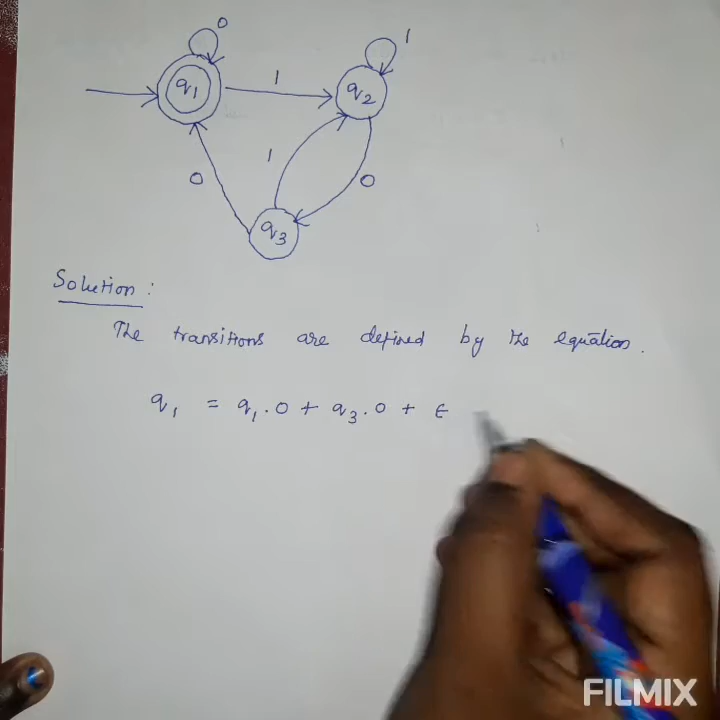 0
1
q1
1
q2
1
0
0
q3
Solution :
The transitions are defined by the equation.
q1 = q1.0 + q3.0 + ϵ
FILMIX